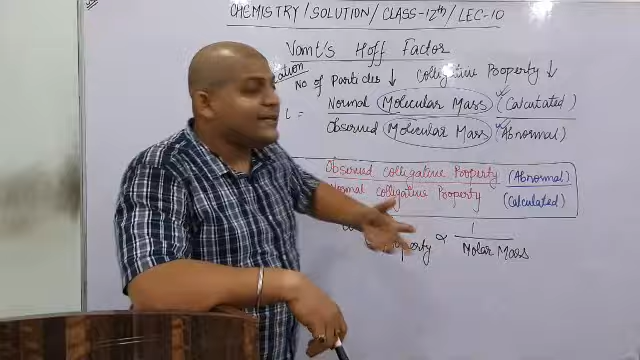 CHEMISTRY/SOLUTION/CLASS-12th/LEC-10
Vant's Hoff Factor
No of Particles ↓ Colligative Property ↓
i = Normal Molecular Mass (Calculated)
Observed Molecular Mass (Abnormal)
Observed Colligative Property (Abnormal)
Normal Colligative Property (Calculated)
∝ 1
Molar Mass